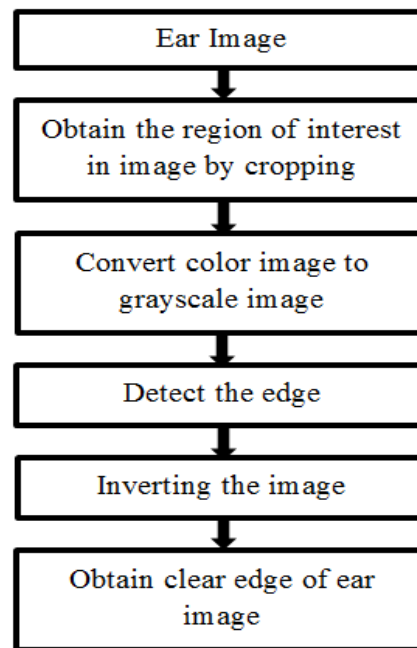 Ear Image
Obtain the region of interest
in image by cropping
Convert color image to
grayscale image
Detect the edge
Inverting the image
Obtain clear edge of ear
image